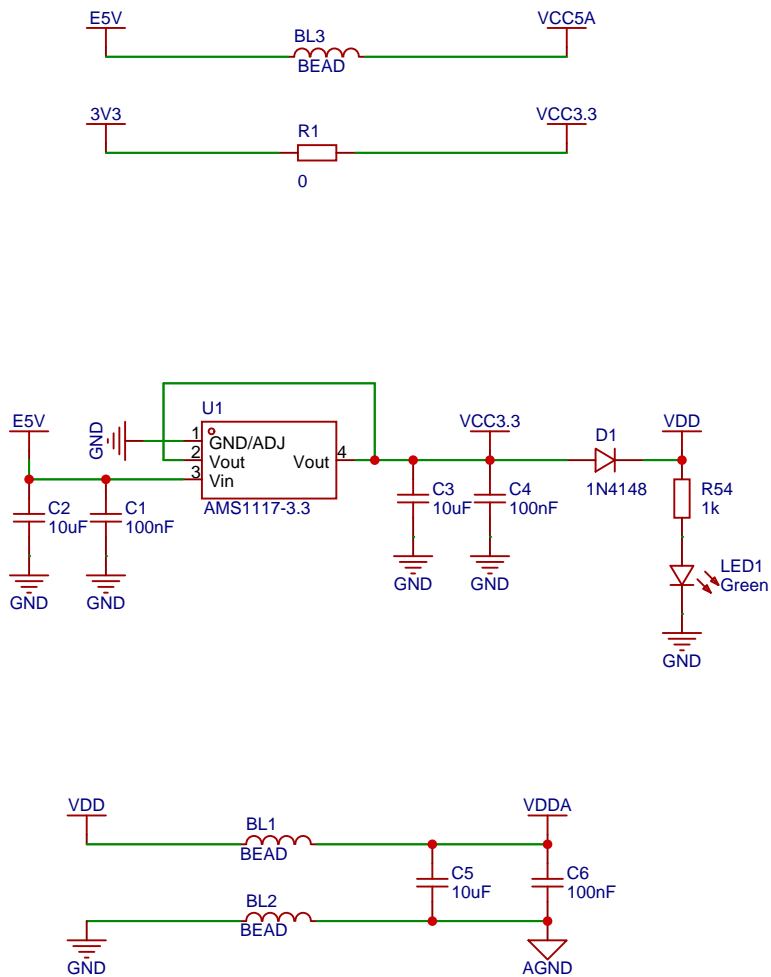 E5V
VCC5A
BL3
BEAD
3V3
VCC3.3
R1
0
E5V
GND
U1
1
GND/ADJ
2
Vout
Vout
4
3
Vin
AMS1117-3.3
VCC3.3
D1
1N4148
VDD
C2
10uF
C1
100nF
C3
10uF
C4
100nF
R54
1k
LED1
Green
GND
GND
GND
GND
GND
VDD
VDDA
BL1
BEAD
C5
10uF
C6
100nF
BL2
BEAD
GND
AGND